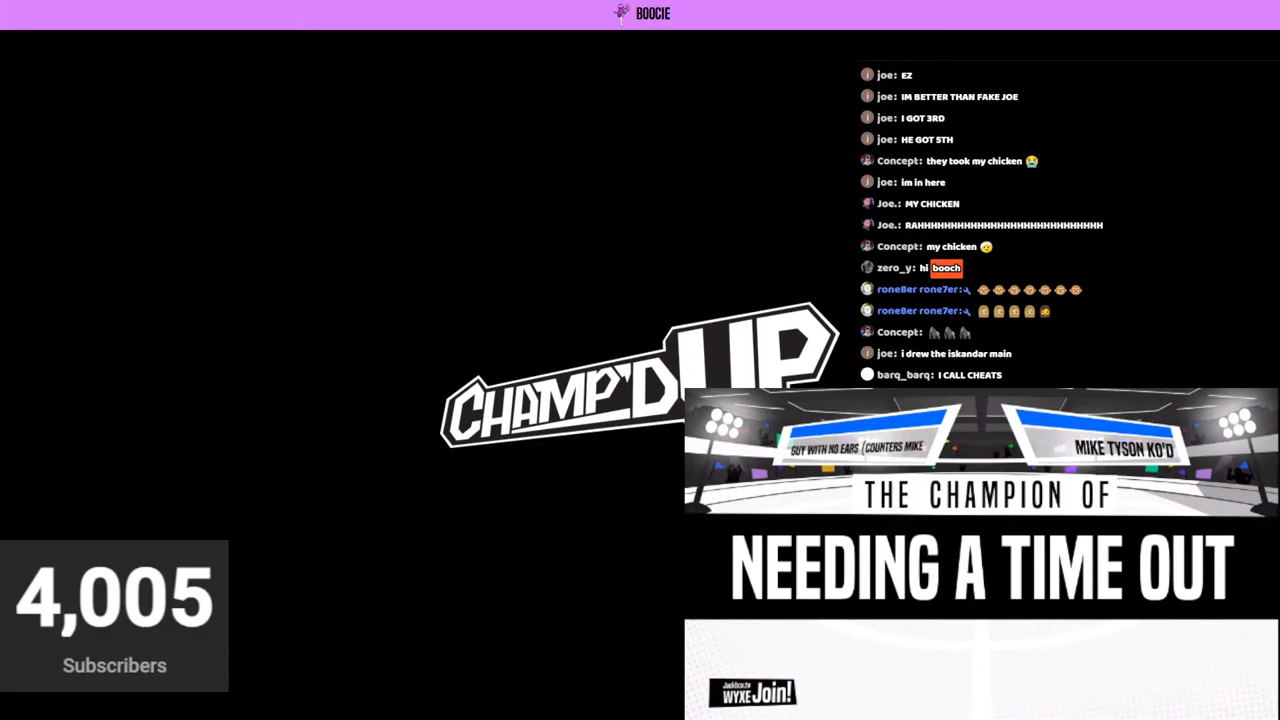 BOOCIE
joe: EZ
joe: IM BETTER THAN FAKE JOE
joe: I GOT 3RD
joe: HE GOT 5TH
Concept: they took my chicken 😭
joe: im in here
Joe.: MY CHICKEN
Joe.: RAHHHHHHHHHHHHHHHHHHHHHHHHHHHHH
Concept: my chicken 🤕
zero_y: hi booch
rone8er rone7er: 🐵🐵🐵🐵🐵🐵🐵
rone8er rone7er:
Concept: 🦍🦍🦍
joe: i drew the iskandar main
barq_barq: I CALL CHEATS
CHAMP'D UP
GUY WITH NO EARS (COUNTERS MIKE
MIKE TYSON KO'D
THE CHAMPION OF
NEEDING A TIME OUT
4,005
Subscribers
Jackbox.tv
WYXE Join!